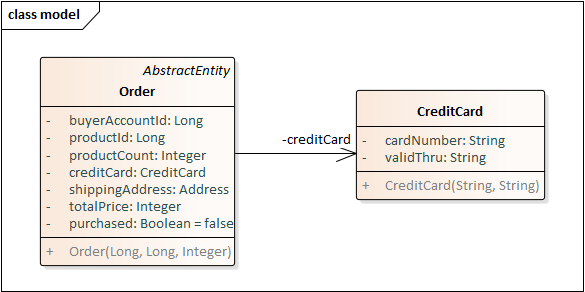 class model
AbstractEntity
Order
- buyerAccountId: Long
- productId: Long
- productCount: Integer
- creditCard: CreditCard
- shippingAddress: Address
- totalPrice: Integer
- purchased: Boolean = false
+ Order(Long, Long, Integer)
-creditCard
CreditCard
- cardNumber: String
- validThru: String
+ CreditCard(String, String)